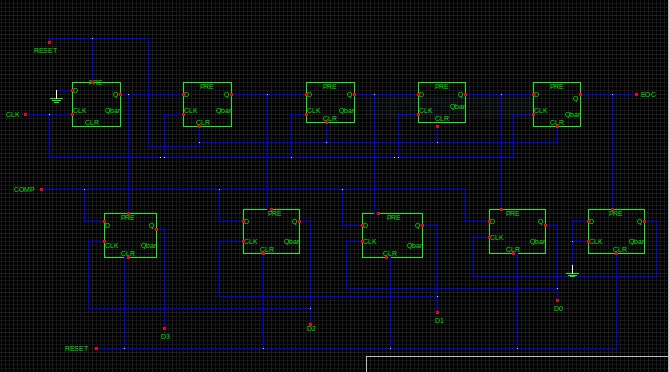 RESET
PRE PRE PRE PRE PRE
D Q D Q D Q D Q D Q EOC
CLK Qbar CLK Qbar CLK Qbar CLK Qbar CLK Qbar
CLK
CLR CLR CLR CLR CLR
COMP
PRE PRE PRE PRE PRE
D Q D Q D Q D Q D Q
CLK Qbar CLK Qbar CLK Qbar CLK Qbar CLK Qbar
CLR CLR CLR CLR CLR
D0
D1
D2
D3
RESET